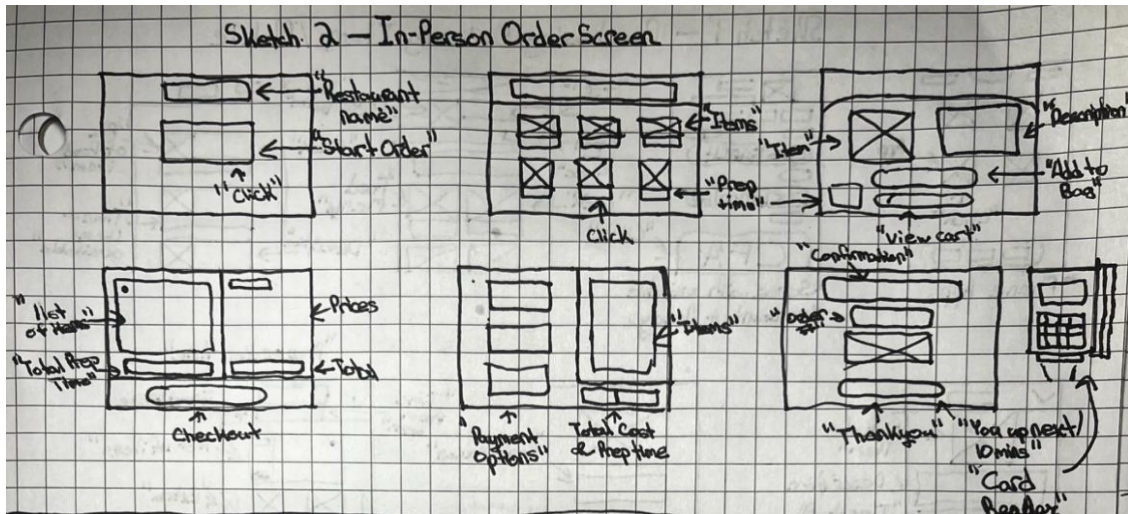 Sketch 2 - In-Person Order Screen
"Restaurant
name"
"Start Order"
"Click"
"Items"
"Prep
time"
Click
"Item"
"Description"
"Add to
Bag"
"View cart"
"list
of items"
"Total Prep
Time"
Prices
Total
Checkout
"Payment
options"
"Items"
Total Cost
& Prep time
"Confirmation"
"order
"Thankyou"
"You up next/
10 mins"
"Card
Reader"